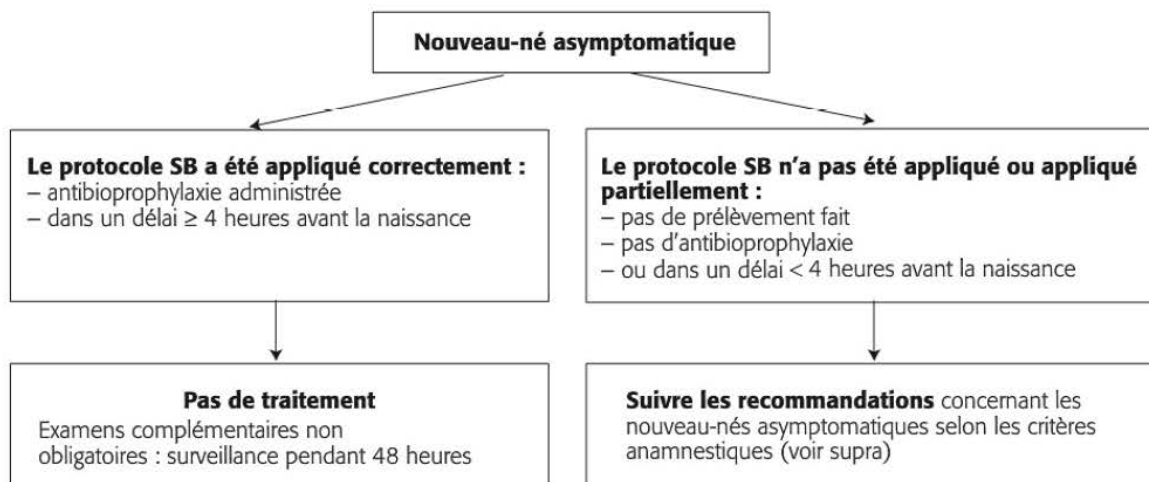 Nouveau-né asymptomatique
Le protocole SB a été appliqué correctement :
– antibioprophylaxie administrée
– dans un délai ≥ 4 heures avant la naissance
Le protocole SB n'a pas été appliqué ou appliqué
partiellement :
– pas de prélèvement fait
– pas d'antibioprophylaxie
– ou dans un délai < 4 heures avant la naissance
Pas de traitement
Examens complémentaires non
obligatoires : surveillance pendant 48 heures
Suivre les recommandations concernant les
nouveau-nés asymptomatiques selon les critères
anamnestiques (voir supra)